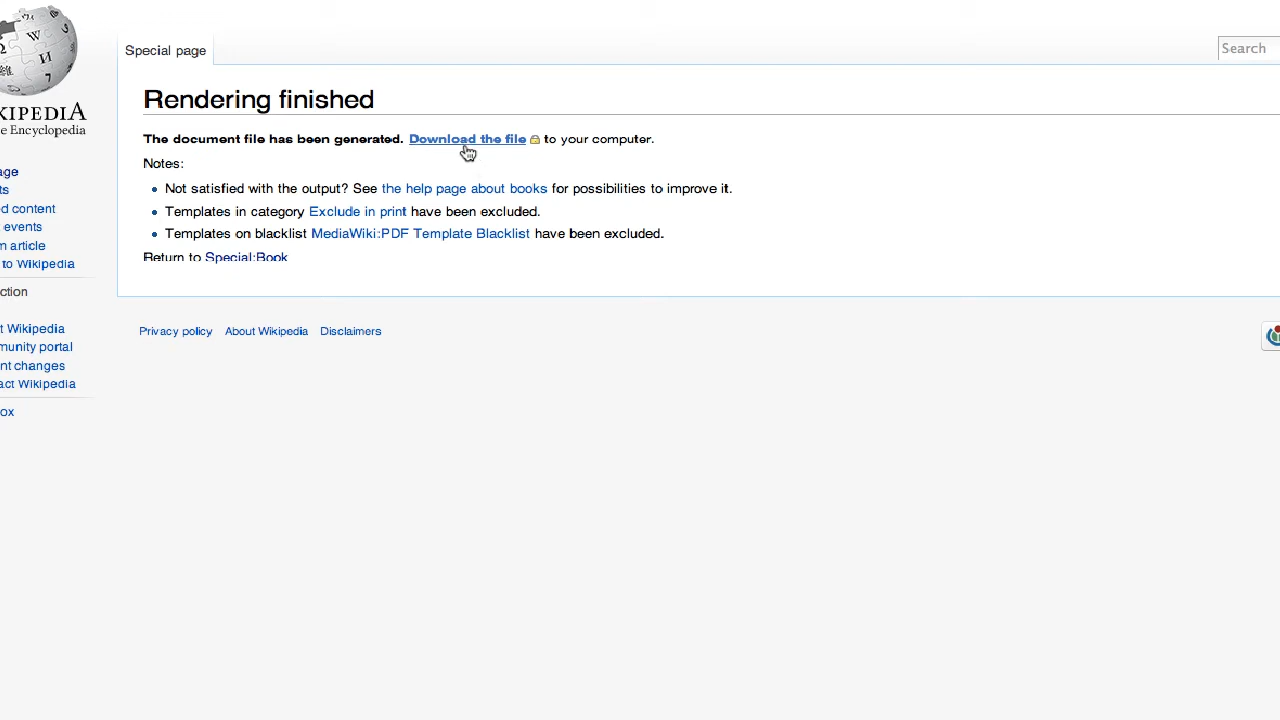 Special page
Search
KIPEDIA
e Encyclopedia
Rendering finished
The document file has been generated. Download the file to your computer.
Notes:
Not satisfied with the output? See the help page about books for possibilities to improve it.
Templates in category Exclude in print have been excluded.
Templates on blacklist MediaWiki:PDF Template Blacklist have been excluded.
Return to Special:Book
age
ts
d content
events
m article
to Wikipedia
ction
t Wikipedia
munity portal
nt changes
act Wikipedia
ox
Privacy policy About Wikipedia Disclaimers